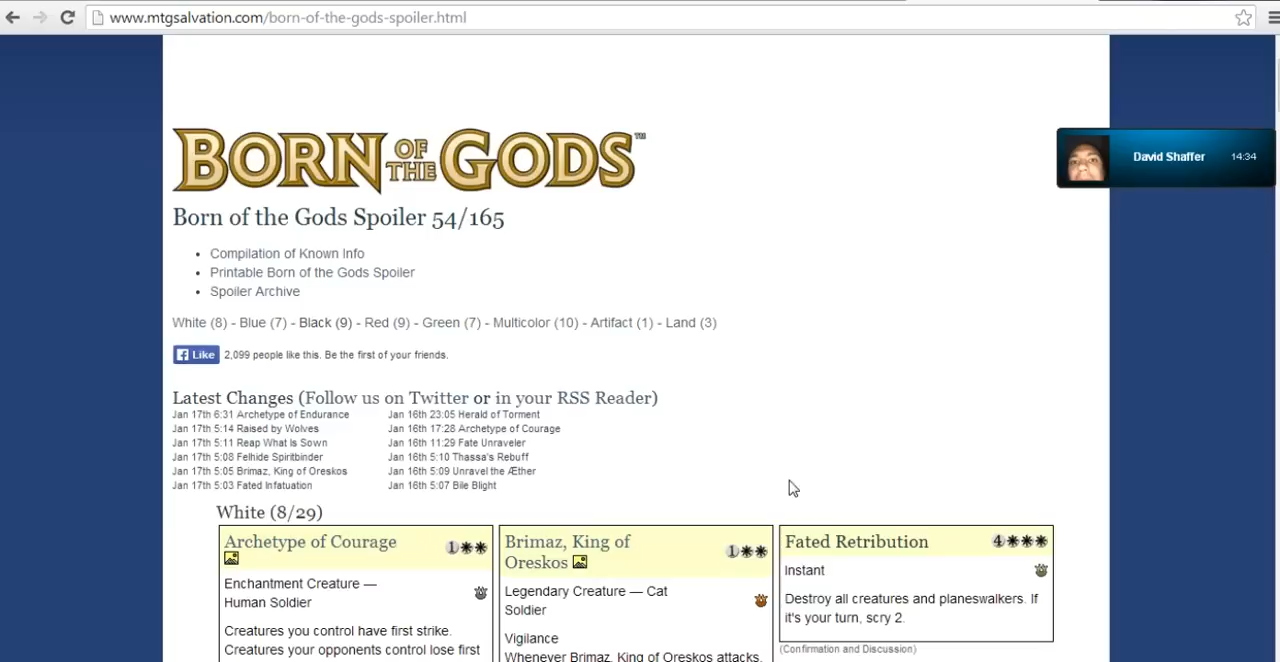 www.mtgsalvation.com/born-of-the-gods-spoiler.html
BORN OF THE GODS™
David Shaffer 14:34
Born of the Gods Spoiler 54/165
• Compilation of Known Info
• Printable Born of the Gods Spoiler
• Spoiler Archive
White (8) - Blue (7) - Black (9) - Red (9) - Green (7) - Multicolor (10) - Artifact (1) - Land (3)
Like 2,099 people like this. Be the first of your friends.
Latest Changes (Follow us on Twitter or in your RSS Reader)
Jan 17th 6:31 Archetype of Endurance
Jan 17th 5:14 Raised by Wolves
Jan 17th 5:11 Reap What Is Sown
Jan 17th 5:08 Felhide Spiritbinder
Jan 17th 5:05 Brimaz, King of Oreskos
Jan 17th 5:03 Fated Infatuation
Jan 16th 23:05 Herald of Torment
Jan 16th 17:28 Archetype of Courage
Jan 16th 11:29 Fate Unraveler
Jan 16th 5:10 Thassa's Rebuff
Jan 16th 5:09 Unravel the Æther
Jan 16th 5:07 Bile Blight
White (8/29)
Archetype of Courage 1
Enchantment Creature —
Human Soldier
Creatures you control have first strike.
Creatures your opponents control lose first
Brimaz, King of
Oreskos 1
Legendary Creature — Cat
Soldier
Vigilance
Whenever Brimaz, King of Oreskos attacks,
Fated Retribution 4
Instant
Destroy all creatures and planeswalkers. If
it's your turn, scry 2.
(Confirmation and Discussion)